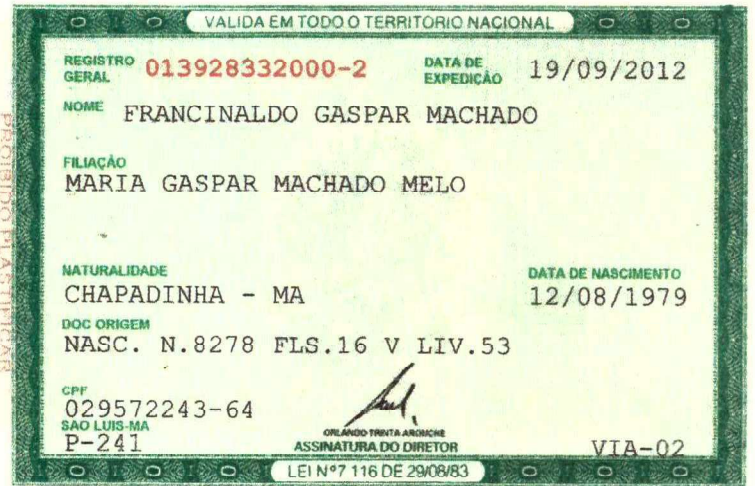 VALIDA EM TODO O TERRITORIO NACIONAL
REGISTRO GERAL 013928332000-2 DATA DE EXPEDIÇÃO 19/09/2012
NOME FRANCINALDO GASPAR MACHADO
FILIAÇÃO
MARIA GASPAR MACHADO MELO
PROIBIDO PLASTIFICAR
NATURALIDADE DATA DE NASCIMENTO
CHAPADINHA - MA 12/08/1979
DOC ORIGEM
NASC. N.8278 FLS.16 V LIV.53
CPF
029572243-64
SAO LUIS-MA
P-241
ORLANDO TRINTA AROUCHE
ASSINATURA DO DIRETOR
VIA-02
LEI Nº7 116 DE 29/08/83